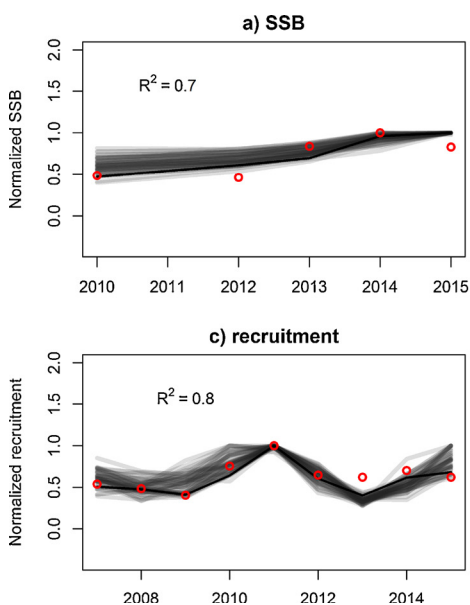 a) SSB
2.0
1.5
1.0
0.5
0.0
Normalized SSB
R² = 0.7
2010 2011 2012 2013 2014 2015
c) recruitment
2.0
1.5
1.0
0.5
0.0
Normalized recruitment
R² = 0.8
2008 2010 2012 2014